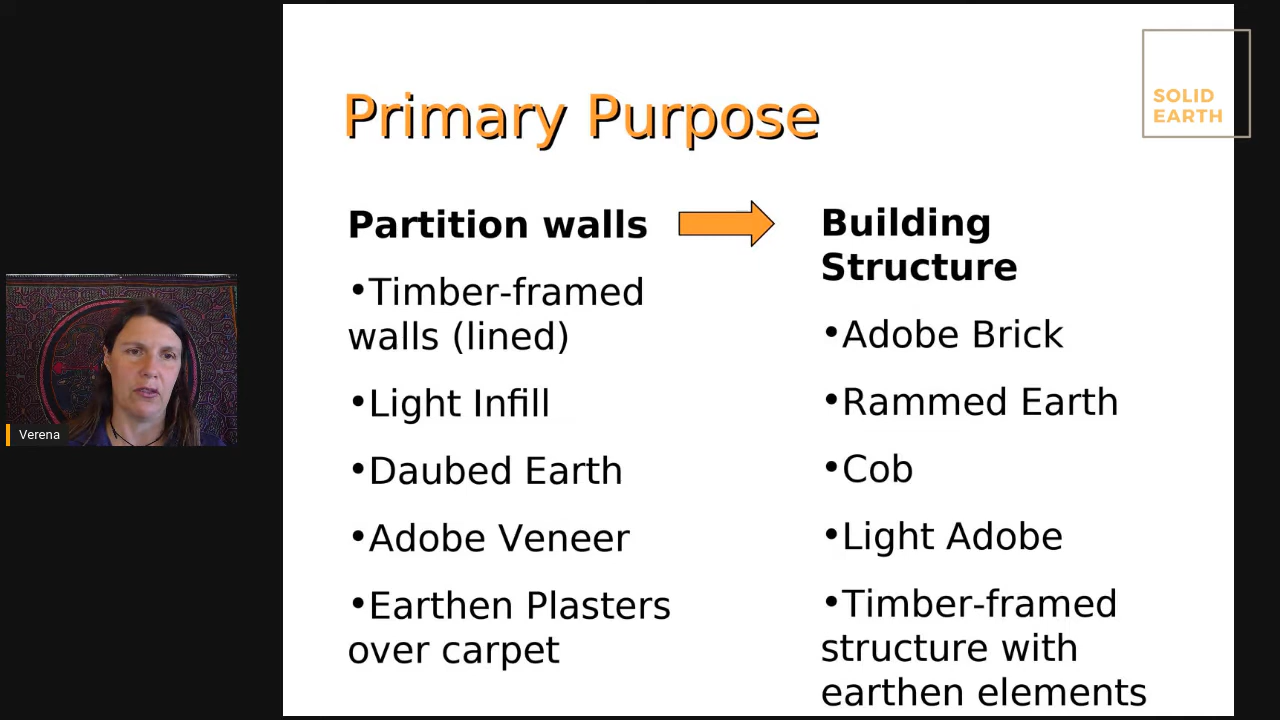 Primary Purpose
SOLID
EARTH
Partition walls
•Timber-framed
walls (lined)
•Light Infill
•Daubed Earth
•Adobe Veneer
•Earthen Plasters
over carpet
Building
Structure
•Adobe Brick
•Rammed Earth
•Cob
•Light Adobe
•Timber-framed
structure with
earthen elements
Verena